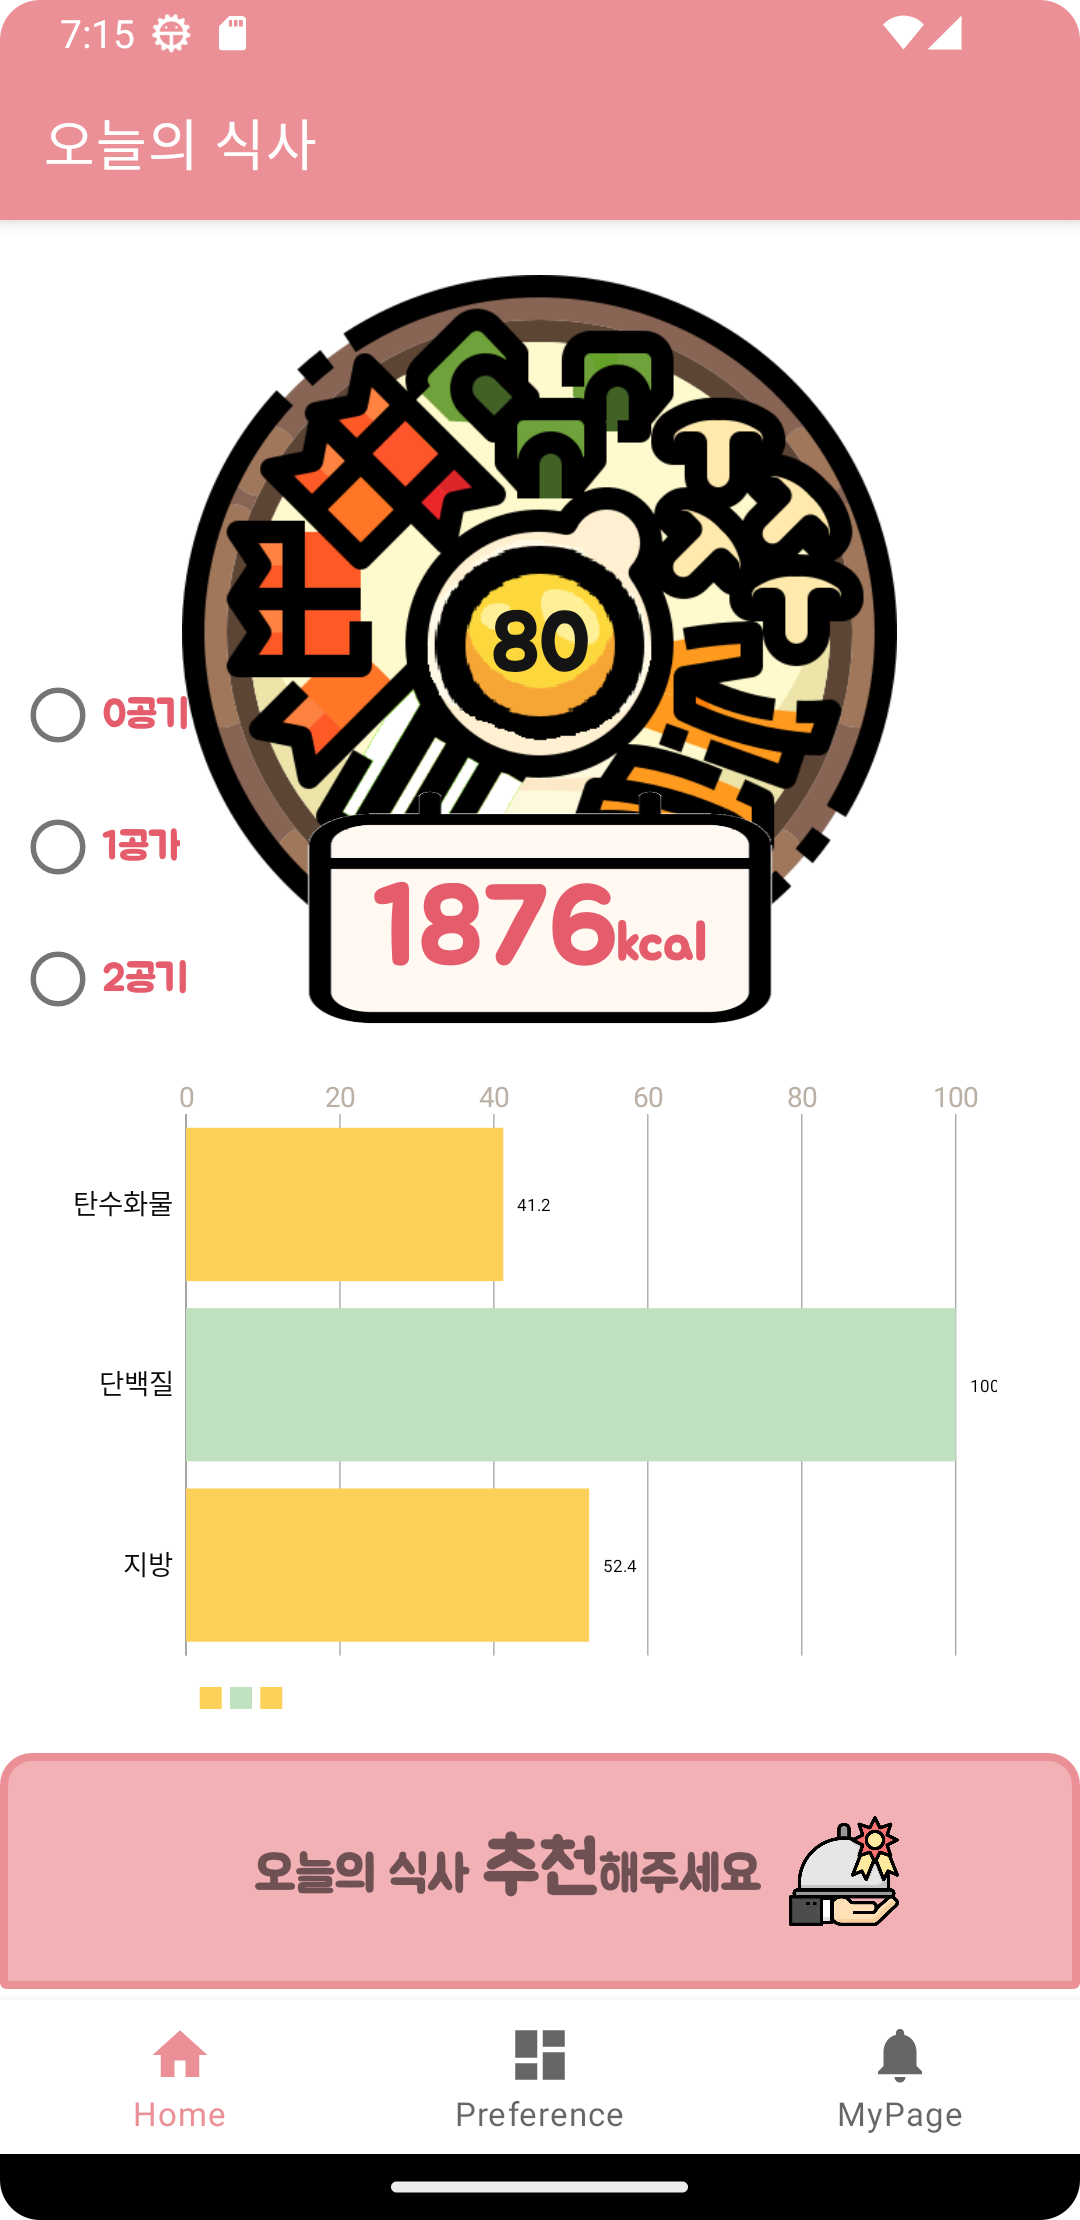 7:15
오늘의 식사
80
0공기
1공가
2공기
1876kcal
0 20 40 60 80 100
탄수화물 41.2
단백질 100
지방 52.4
오늘의 식사 추천해주세요
Home Preference MyPage